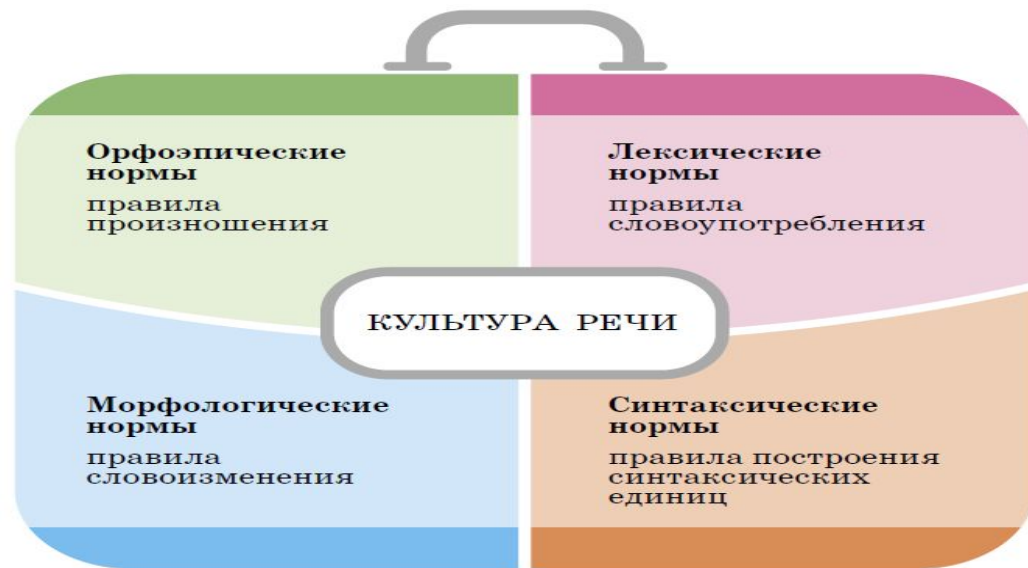 Орфоэпические
нормы
правила
произношения
Лексические
нормы
правила
словоупотребления
КУЛЬТУРА РЕЧИ
Морфологические
нормы
правила
словоизменения
Синтаксические
нормы
правила построения
синтаксических
единиц